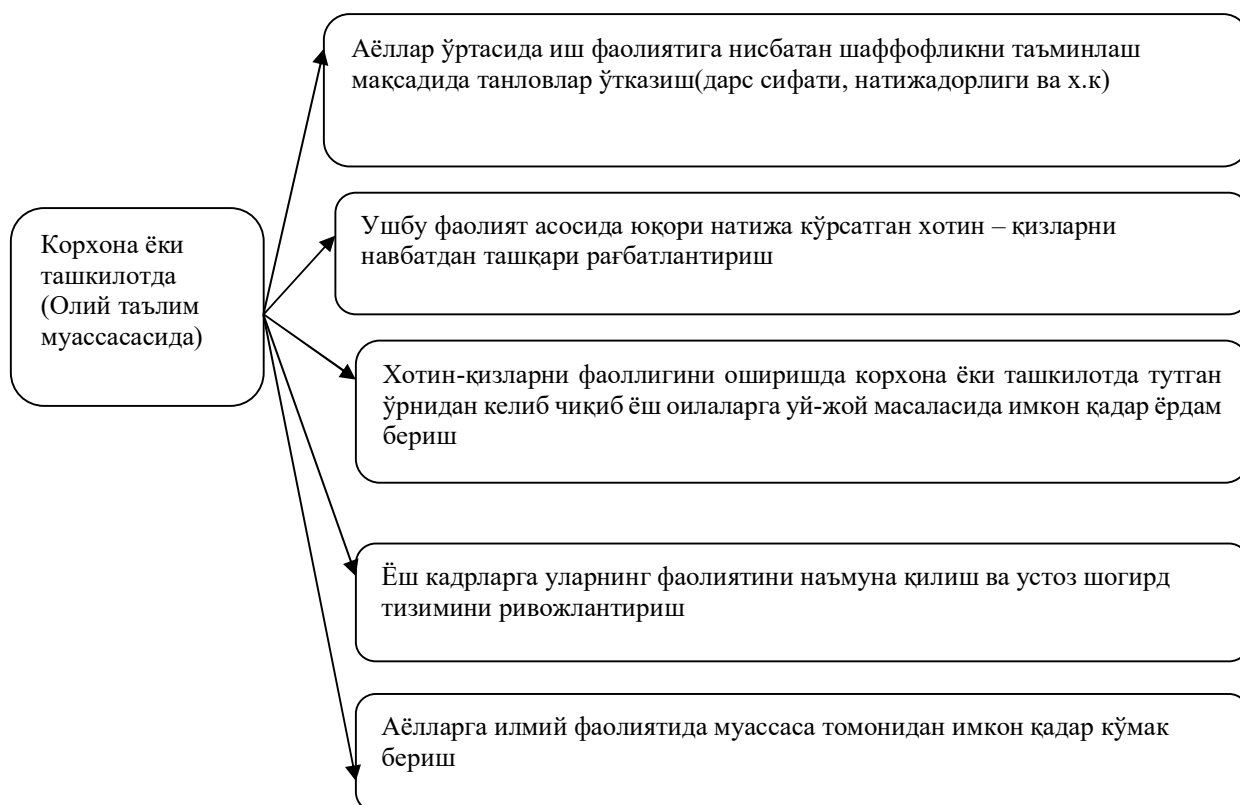 Аёллар ўртасида иш фаолиятига нисбатан шаффофликни таъминлаш
мақсадида танловлар ўтказиш(дарс сифати, натижадорлиги ва х.к)
Корхона ёки
ташкилотда
(Олий таълим
муассасасида)
Ушбу фаолият асосида юқори натижа кўрсатган хотин – қизларни
навбатдан ташқари рағбатлантириш
Хотин-қизларни фаоллигини оширишда корхона ёки ташкилотда тутган
ўрнидан келиб чиқиб ёш оилаларга уй-жой масаласида имкон қадар ёрдам
бериш
Ёш кадрларга уларнинг фаолиятини наъмуна қилиш ва устоз шогирд
тизимини ривожлантириш
Аёлларга илмий фаолиятида муассаса томонидан имкон қадар кўмак
бериш